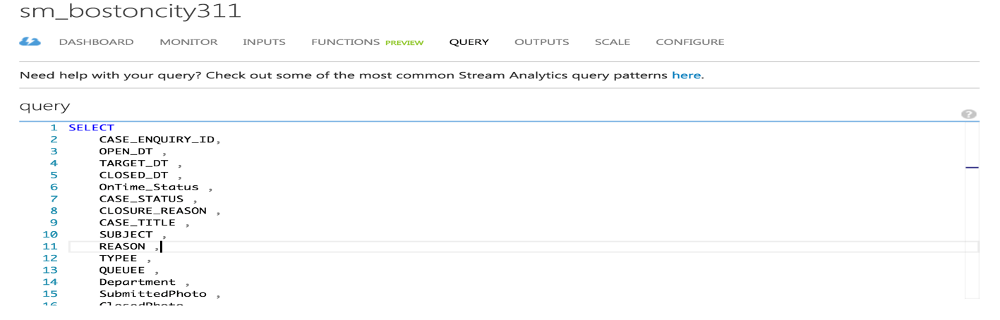 sm_bostoncity311
DASHBOARD MONITOR INPUTS FUNCTIONS PREVIEW QUERY OUTPUTS SCALE CONFIGURE
Need help with your query? Check out some of the most common Stream Analytics query patterns here.
query
?
1 SELECT
2 CASE_ENQUIRY_ID,
3 OPEN_DT ,
4 TARGET_DT ,
5 CLOSED_DT ,
6 OnTime_Status ,
7 CASE_STATUS ,
8 CLOSURE_REASON ,
9 CASE_TITLE ,
10 SUBJECT ,
11 REASON ,
12 TYPEE ,
13 QUEUEE ,
14 Department ,
15 SubmittedPhoto ,
16 ClosedPhoto